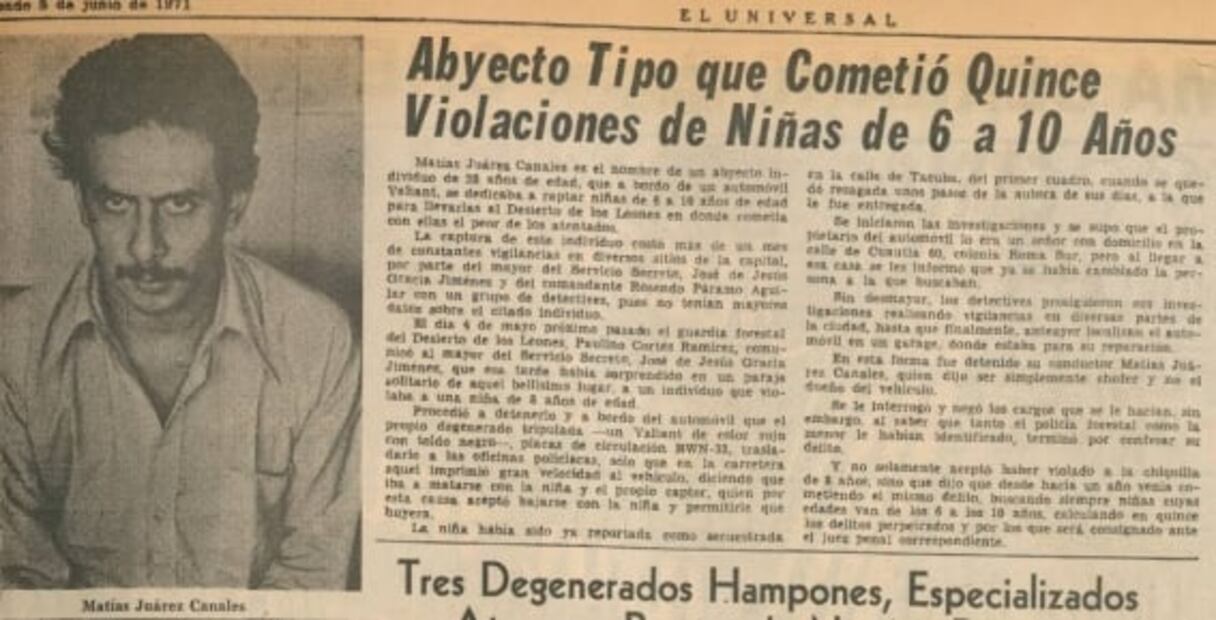 5 de junio de 1971
EL UNIVERSAL
Abyecto Tipo que Cometió Quince
Violaciones de Niñas de 6 a 10 Años
Matías Juárez Canales es el nombre de un abyecto in-
dividuo de 28 años de edad, que a bordo de un automóvil
Valiant, se dedicaba a raptar niñas de 6 a 10 años de edad
para llevarlas al Desierto de los Leones en donde cometía
con ellas el peor de los atentados.
La captura de este individuo costó más de un mes
de constantes vigilancias en diversos sitios de la capital,
por parte del mayor del Servicio Secreto, José de Jesús
Gracia Jiménez y del comandante Rosendo Páramo Agui-
lar con un grupo de detectives, pues no tenían mayores
datos sobre el citado individuo.
El día 4 de mayo próximo pasado el guardia forestal
del Desierto de los Leones, Paulino Cortés Ramírez, comu-
nicó al mayor del Servicio Secreto, José de Jesús Gracia
Jiménez, que esa tarde había sorprendido en un paraje
solitario de aquel bellísimo lugar, a un individuo que vio-
laba a una niña de 8 años de edad.
Procedió a detenerlo y a bordo del automóvil que el
propio degenerado tripulaba —un Valiant de color rojo
con toldo negro—, placas de circulación trasla-
darlo a las oficinas policíacas, sólo que en la carretera
aquel imprimió gran velocidad al vehículo, diciendo que
iba a matarse con la niña y el propio captor, quien por
esta causa aceptó bajarse con la niña y permitirle que
huyera.
La niña había sido ya reportada como secuestrada
en la calle de Tacuba, del primer cuadro, cuando se que-
dó rezagada unos pasos de la autora de sus días, a la que
le fue entregada.
Se iniciaron las investigaciones y se supo que el pro-
pietario del automóvil lo era un señor con domicilio en la
calle de Cuautla 60, colonia Roma Sur, pero al llegar a
esa casa se les informó que ya se había cambiado la per-
sona a la que buscaban.
Sin desmayar, los detectives prosiguieron sus inves-
tigaciones realizando vigilancias en diversas partes de
la ciudad, hasta que finalmente, anteayer localizan el auto-
móvil en un garage, donde estaba para su reparación.
En esta forma fue detenido su conductor Matías Juá-
rez Canales, quien dijo ser simplemente chofer y no el
dueño del vehículo.
Se le interrogó y negó los cargos que se le hacían, sin
embargo, al saber que tanto el policía forestal como la
menor le habían identificado, terminó por confesar su
delito.
Y no solamente aceptó haber violado a la chiquilla
de 8 años, sino que dijo que desde hacía un año venía co-
metiendo el mismo delito, buscando siempre niñas cuyas
edades van de los 6 a los 10 años, calculando en quince
los delitos perpetrados y por los que será consignado ante
el juez penal correspondiente.
Matías Juárez Canales
Tres Degenerados Hampones, Especializados